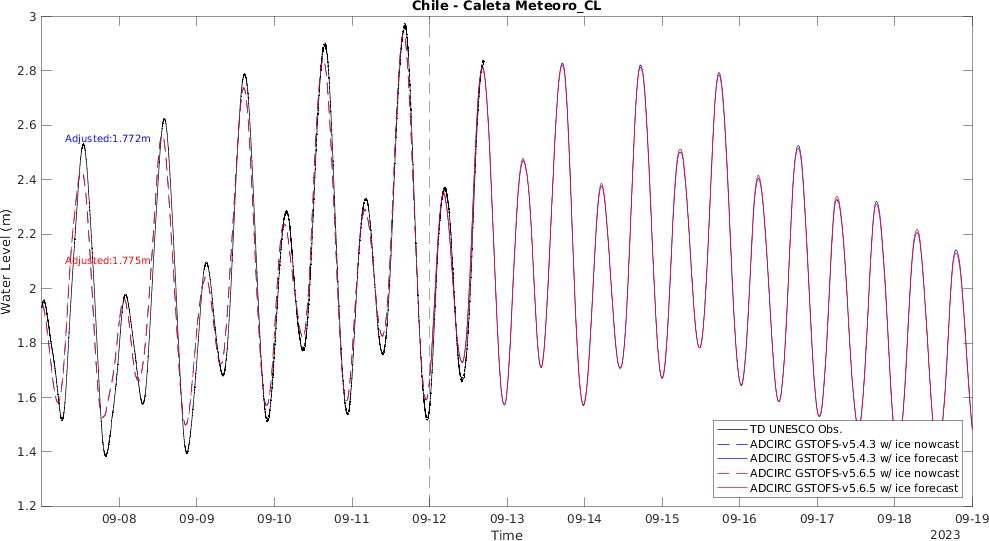 Chile - Caleta Meteoro_CL
3
2.8
2.6
2.4
2.2
2
1.8
1.6
1.4
1.2
Water Level (m)
Adjusted:1.772m
Adjusted:1.775m
TD UNESCO Obs.
ADCIRC GSTOFS-v5.4.3 w/ ice nowcast
ADCIRC GSTOFS-v5.4.3 w/ ice forecast
ADCIRC GSTOFS-v5.6.5 w/ ice nowcast
ADCIRC GSTOFS-v5.6.5 w/ ice forecast
09-08 09-09 09-10 09-11 09-12 09-13 09-14 09-15 09-16 09-17 09-18 09-19
Time
2023